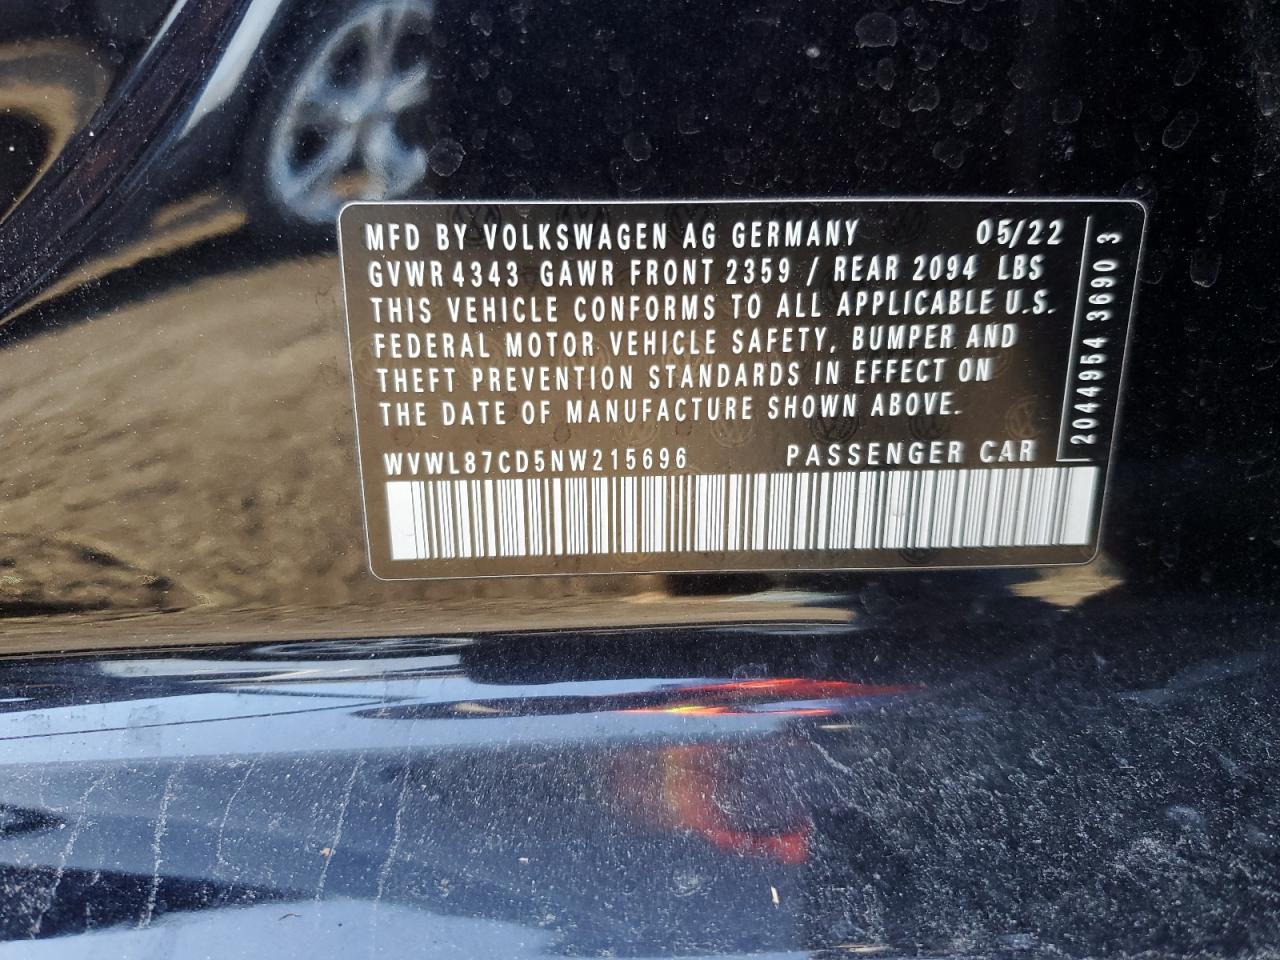 MFD BY VOLKSWAGEN AG GERMANY 05/22
GVWR 4343 GAWR FRONT 2359 / REAR 2094 LBS
THIS VEHICLE CONFORMS TO ALL APPLICABLE U.S.
FEDERAL MOTOR VEHICLE SAFETY, BUMPER AND
THEFT PREVENTION STANDARDS IN EFFECT ON
THE DATE OF MANUFACTURE SHOWN ABOVE.
WVWL87CD5NW215696 PASSENGER CAR
2044954 3690 3